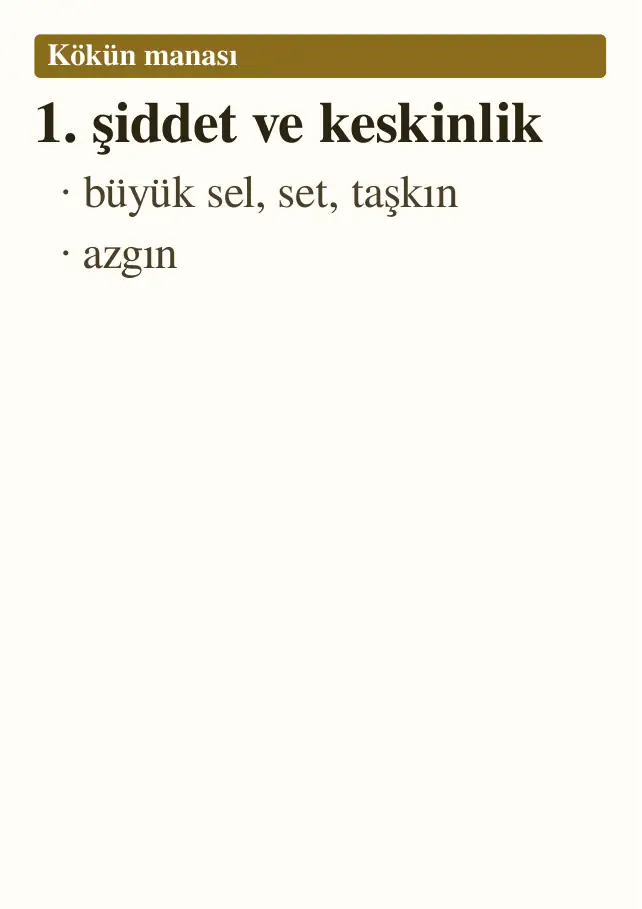 Kökün manası
1. şiddet ve keskinlik
· büyük sel, set, taşkın
· azgın